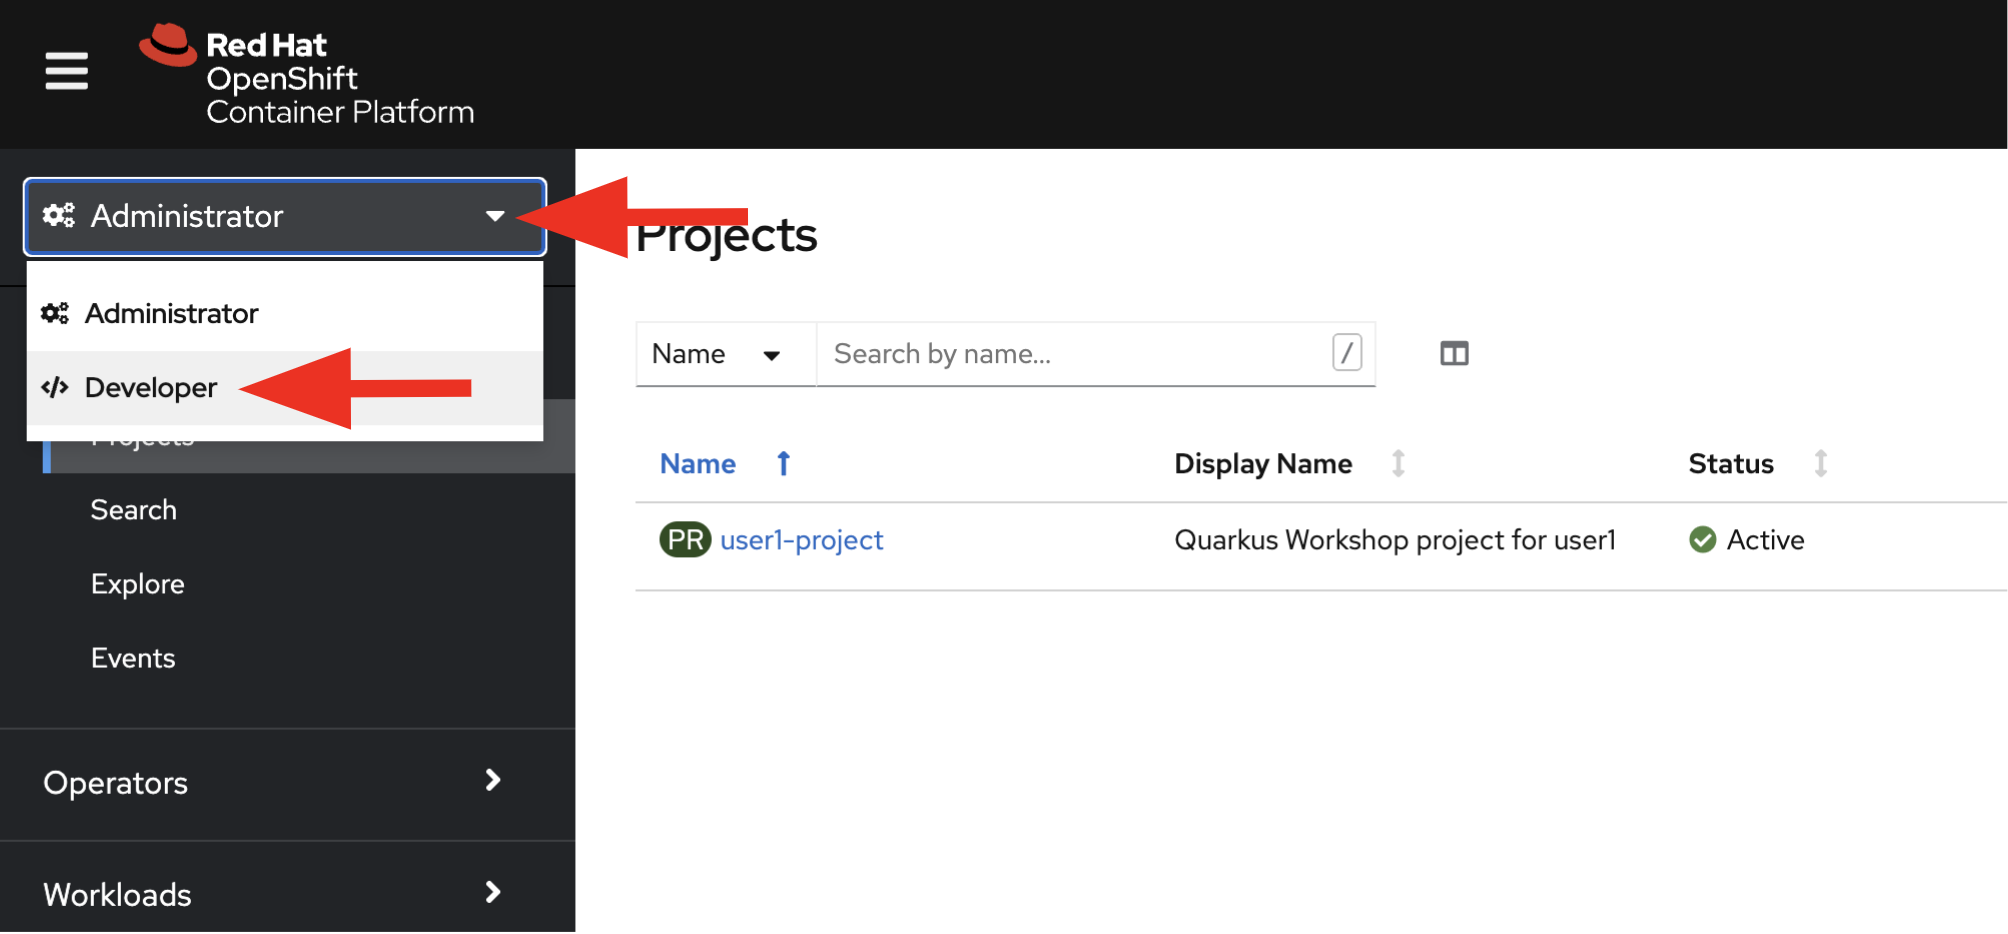 Red Hat
OpenShift
Container Platform
Administrator
Administrator
Developer
Projects
Search
Explore
Events
Operators
Workloads
Projects
Name
Search by name...
/
Name
Display Name
Status
PR user1-project
Quarkus Workshop project for user1
Active